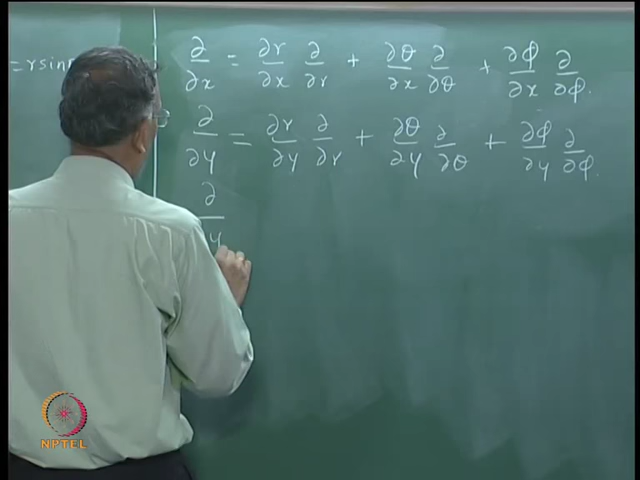 = r sin
∂/∂x = ∂r/∂x ∂/∂r + ∂θ/∂x ∂/∂θ + ∂φ/∂x ∂/∂φ.
∂/∂y = ∂r/∂y ∂/∂r + ∂θ/∂y ∂/∂θ + ∂φ/∂y ∂/∂φ.
∂/
NPTEL